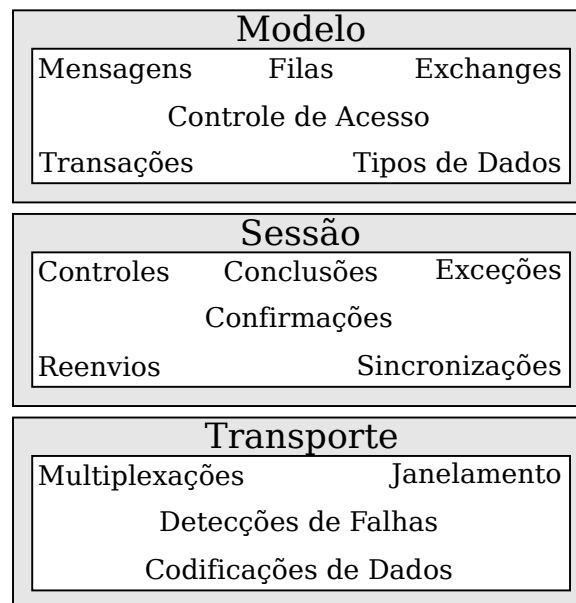 Modelo
Mensagens Filas Exchanges
Controle de Acesso
Transações Tipos de Dados
Sessão
Controles Conclusões Exceções
Confirmações
Reenvios Sincronizações
Transporte
Multiplexações Janelamento
Detecções de Falhas
Codificações de Dados